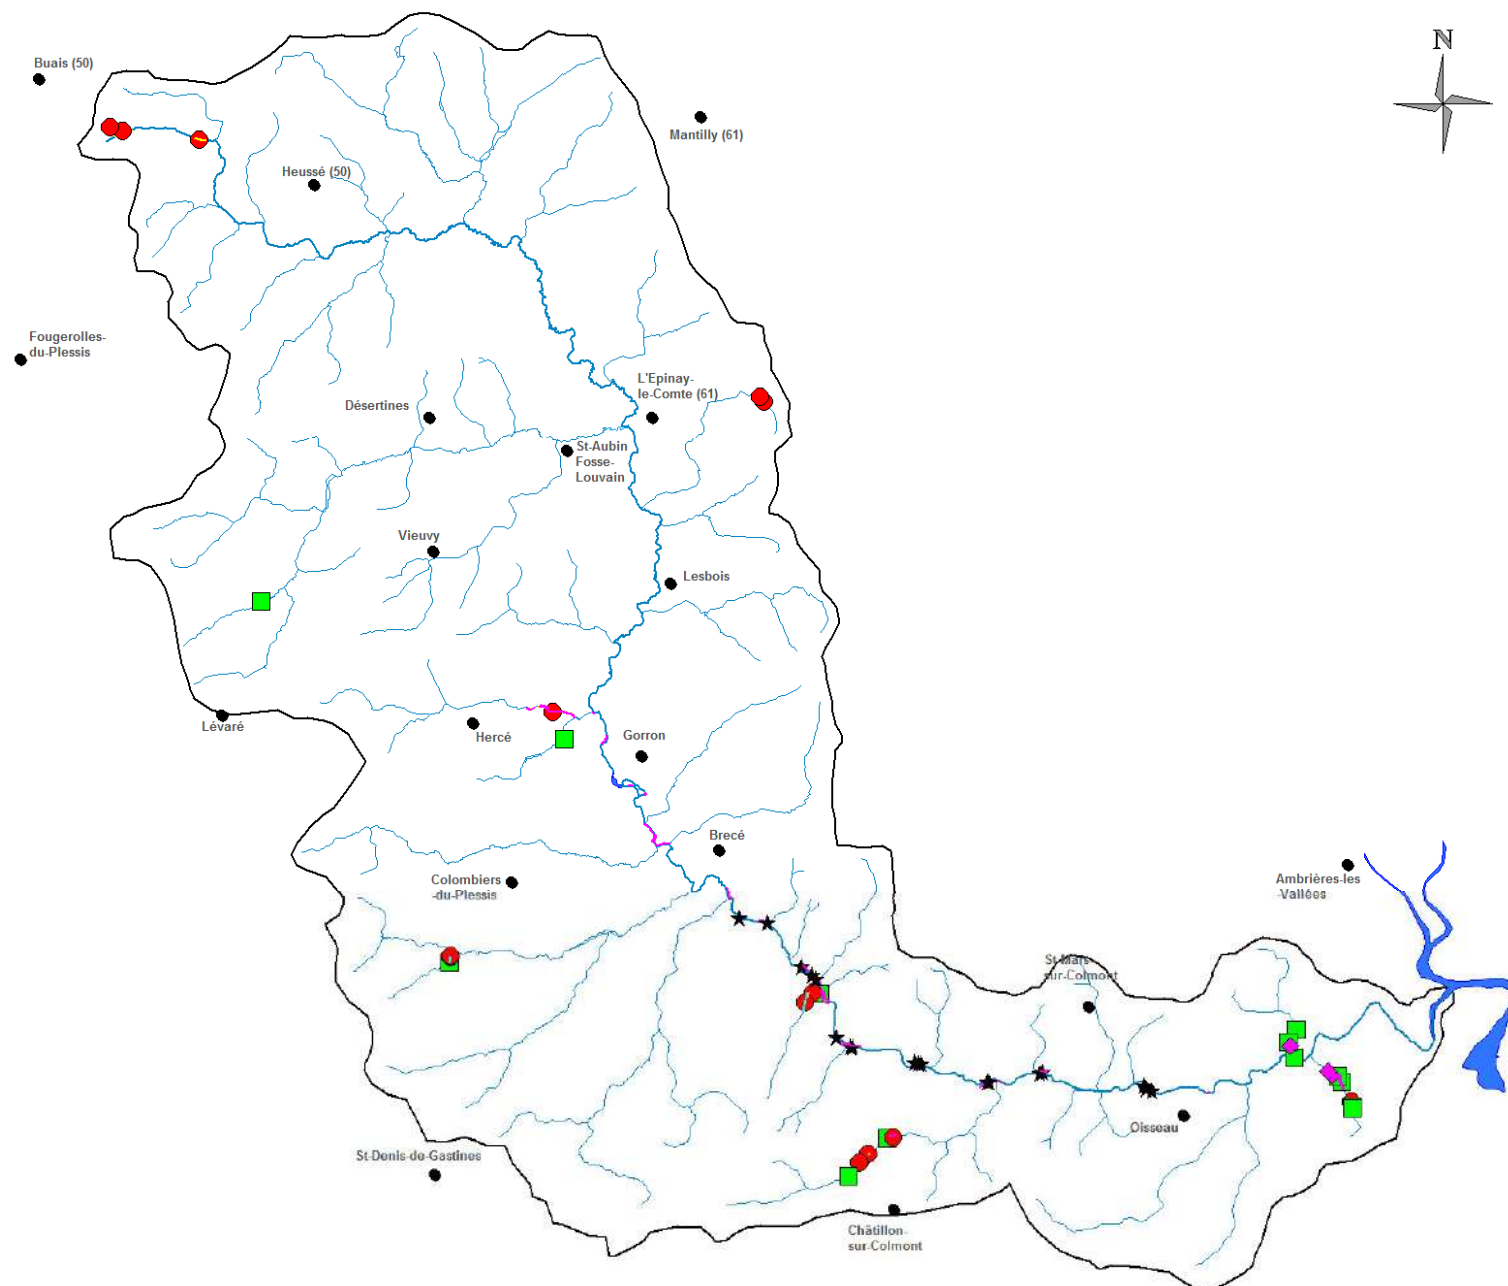 N
Buais (50)
Mantilly (61)
Heussé (50)
Fougerolles-
du-Plessis
L'Epinay-
le-Comte (61)
Désertines
St-Aubin
Fosse-
Louvain
Vieuvy
Lesbois
Lévaré
Hercé
Gorron
Brecé
Colombiers
-du-Plessis
Ambrières-les
-Vallées
St-Mars-
sur-Colmont
Oisseau
St-Denis-de-Gastines
Châtillon-
sur-Colmont